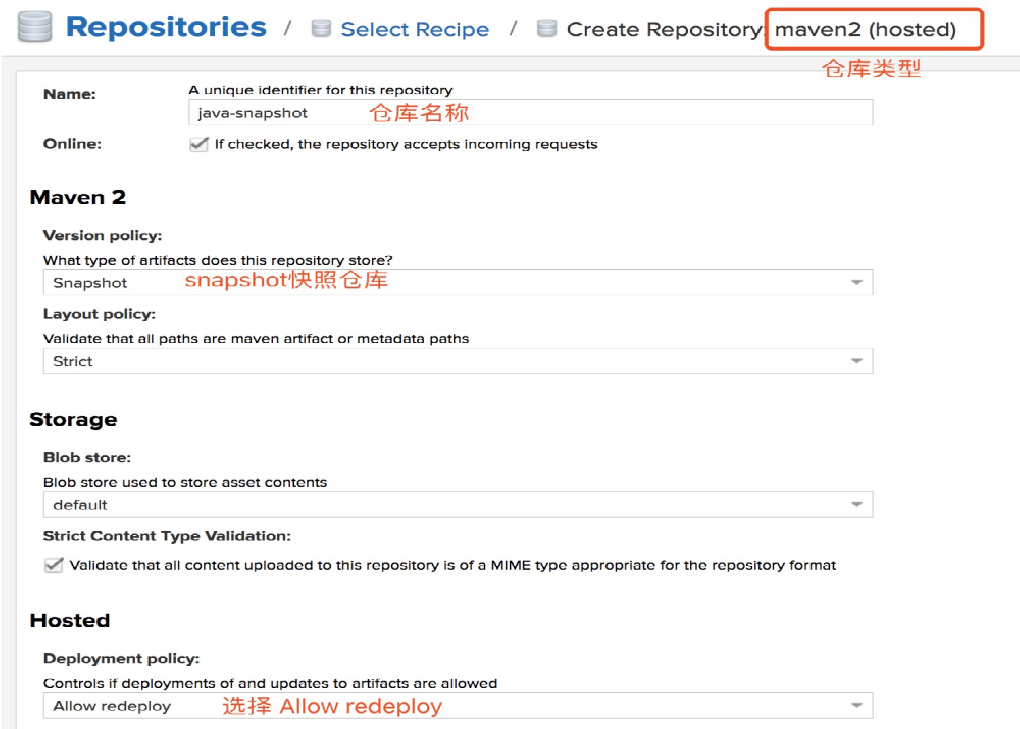 Repositories / Select Recipe / Create Repository: maven2 (hosted)
仓库类型
Name: A unique identifier for this repository
java-snapshot 仓库名称
Online: If checked, the repository accepts incoming requests
Maven 2
Version policy:
What type of artifacts does this repository store?
Snapshot snapshot快照仓库
Layout policy:
Validate that all paths are maven artifact or metadata paths
Strict
Storage
Blob store:
Blob store used to store asset contents
default
Strict Content Type Validation:
Validate that all content uploaded to this repository is of a MIME type appropriate for the repository format
Hosted
Deployment policy:
Controls if deployments of and updates to artifacts are allowed
Allow redeploy 选择 Allow redeploy